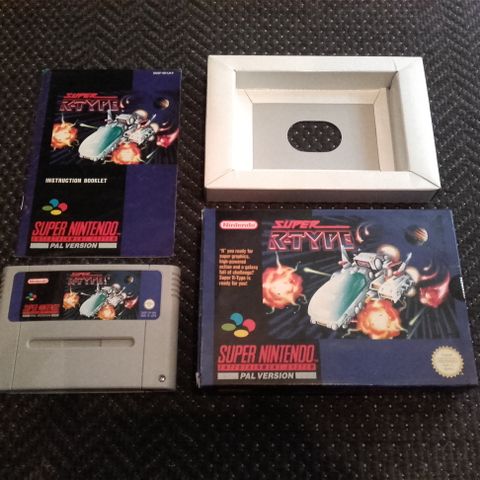 SUPER
R-TYPE
INSTRUCTION BOOKLET
SUPER NINTENDO
ENTERTAINMENT SYSTEM
PAL VERSION
Nintendo
SUPER
R-TYPE
"R" you ready for
super graphics,
high-powered
action and a galaxy
full of challenge?
Super R-Type is
ready for you!
SUPER NINTENDO
ENTERTAINMENT SYSTEM
PAL VERSION
Nintendo
SUPER
R-TYPE
SUPER NINTENDO
PAL VERSION